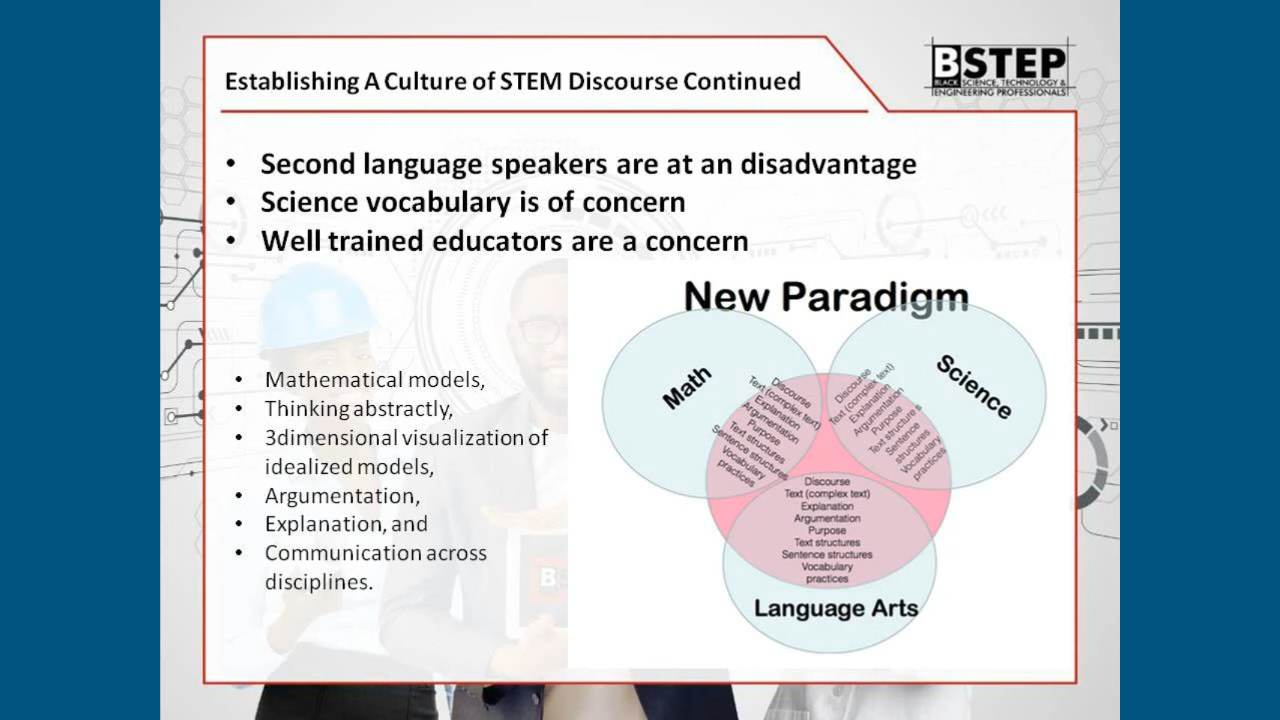 Establishing A Culture of STEM Discourse Continued
BSTEP
BLACK SCIENCE, TECHNOLOGY &
ENGINEERING PROFESSIONALS
• Second language speakers are at an disadvantage
• Science vocabulary is of concern
• Well trained educators are a concern
• Mathematical models,
• Thinking abstractly,
• 3dimensional visualization of
idealized models,
• Argumentation,
• Explanation, and
• Communication across
disciplines.
New Paradigm
Math
Discourse
Text (complex text)
Explanation
Argumentation
Purpose
Text structures
Sentence structures
Vocabulary
practices
Science
Discourse
Text (complex text)
Explanation
Argumentation
Purpose
Text structure &
Sentence
structures
Vocabulary
practices
Discourse
Text (complex text)
Explanation
Argumentation
Purpose
Text structures
Sentence structures
Vocabulary
practices
Language Arts